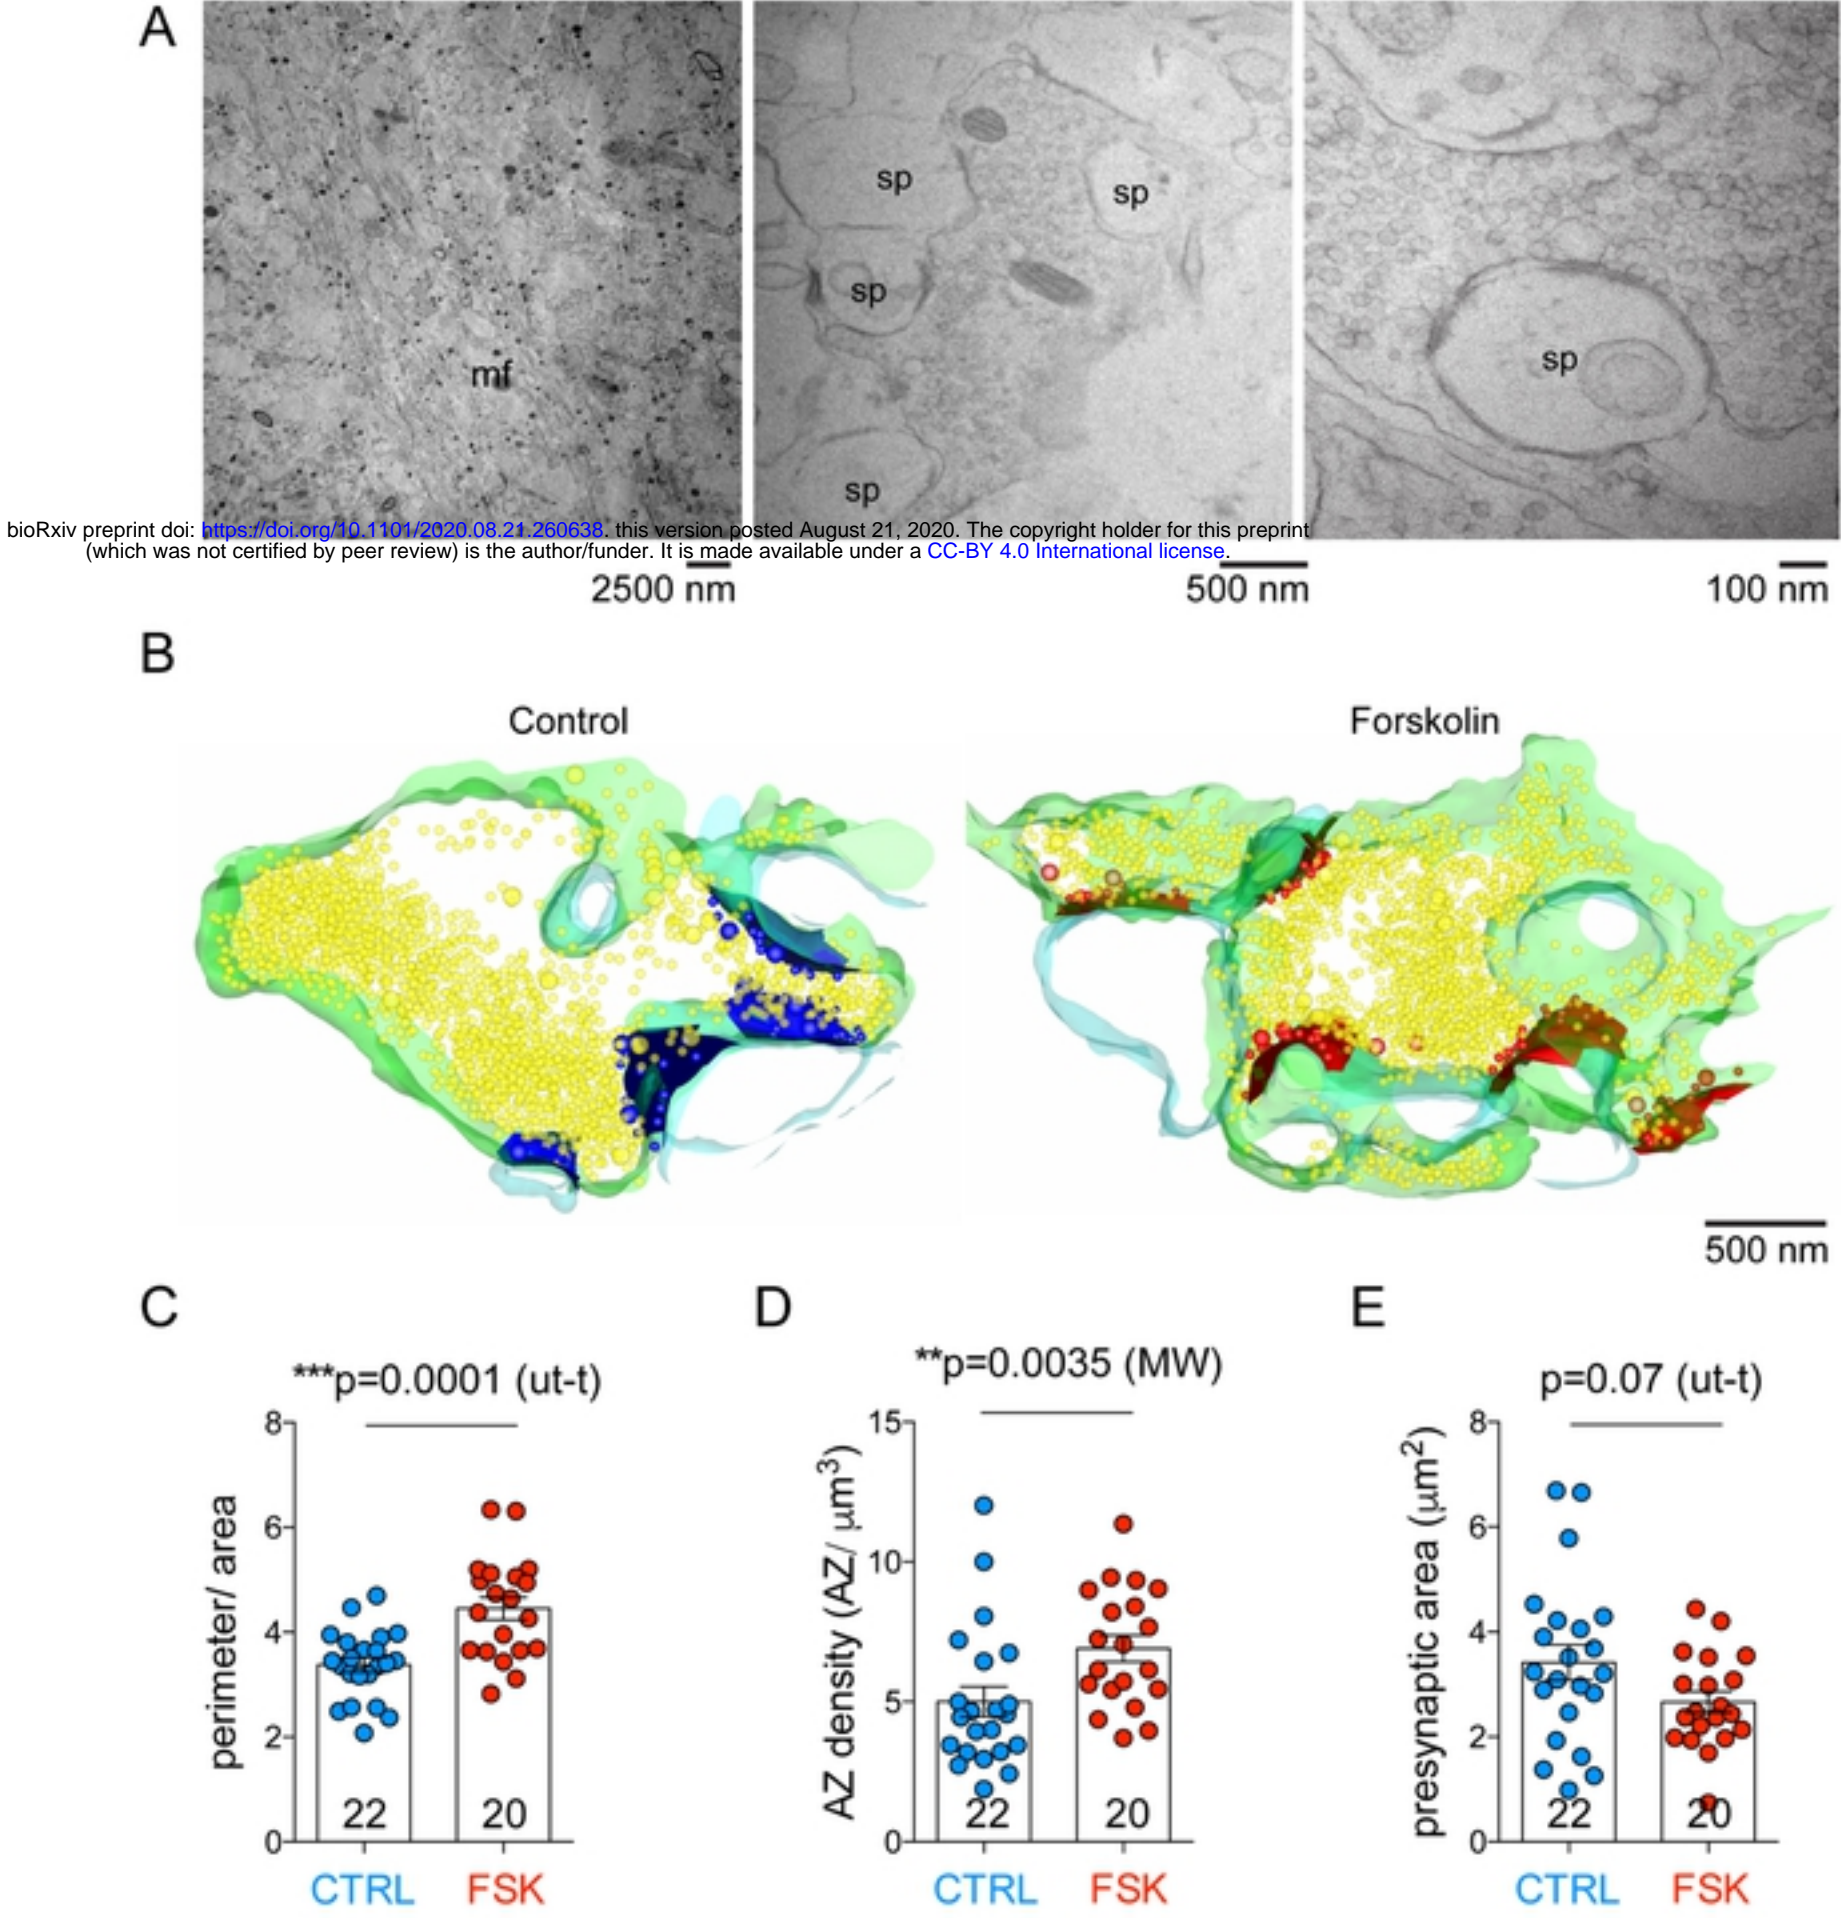 A
mf
sp
sp
sp
sp
sp
bioRxiv preprint doi: https://doi.org/10.1101/2020.08.21.260638. this version posted August 21, 2020. The copyright holder for this preprint
(which was not certified by peer review) is the author/funder. It is made available under a CC-BY 4.0 International license.
2500 nm
500 nm
100 nm
B
Control
Forskolin
500 nm
C
***p=0.0001 (ut-t)
perimeter/ area
8
6
4
2
0
22
20
CTRL
FSK
D
**p=0.0035 (MW)
AZ density (AZ/ μm³)
15
10
5
0
22
20
CTRL
FSK
E
p=0.07 (ut-t)
presynaptic area (μm²)
8
6
4
2
0
22
20
CTRL
FSK